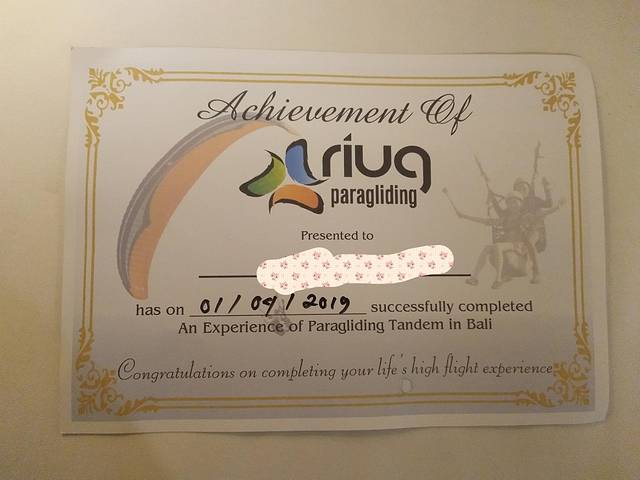 Achievement Of
riug
paragliding
Presented to
has on 01/04/2019 successfully completed
An Experience of Paragliding Tandem in Bali
Congratulations on completing your life's high flight experience